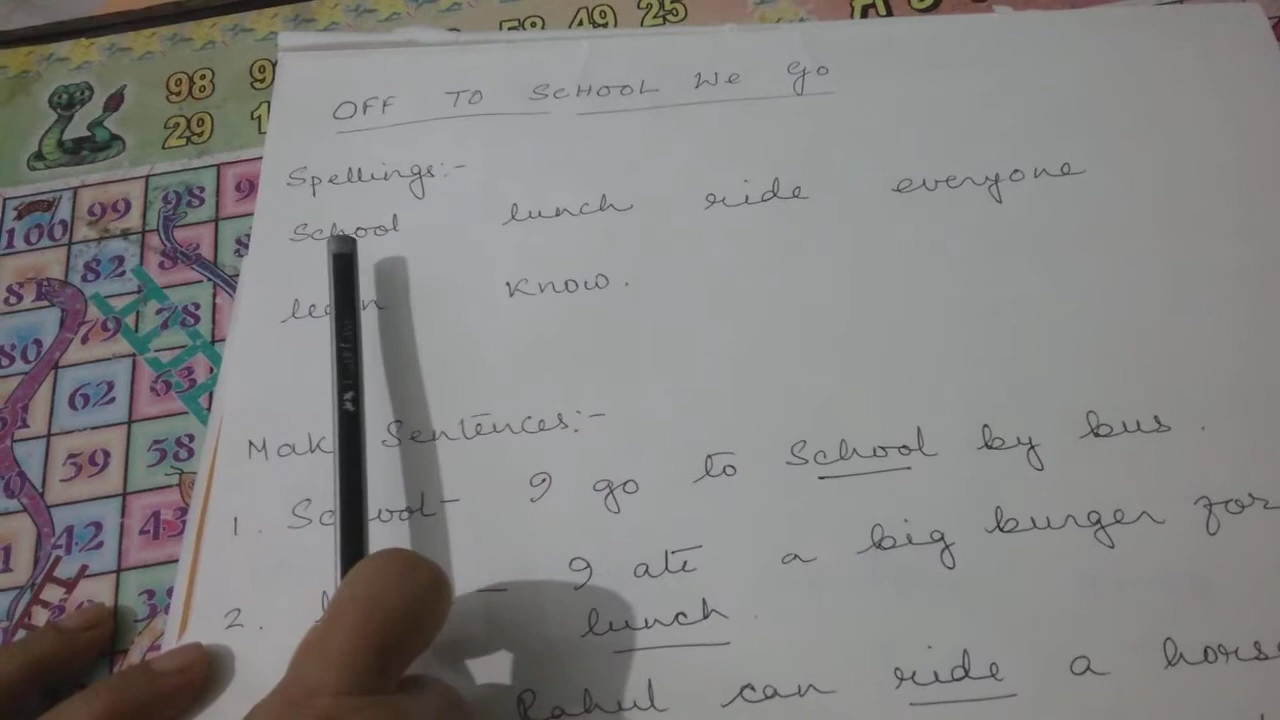 58 49 25
98
29
OFF TO SCHOOL We Go
Spellings:-
School lunch ride everyone
know.
100 99 98
82
79 78
80
62 63
59 58
42 43
Sentences:-
1. School- I go to School by bus.
2. I ate a big burger for
lunch
Rahul can ride a